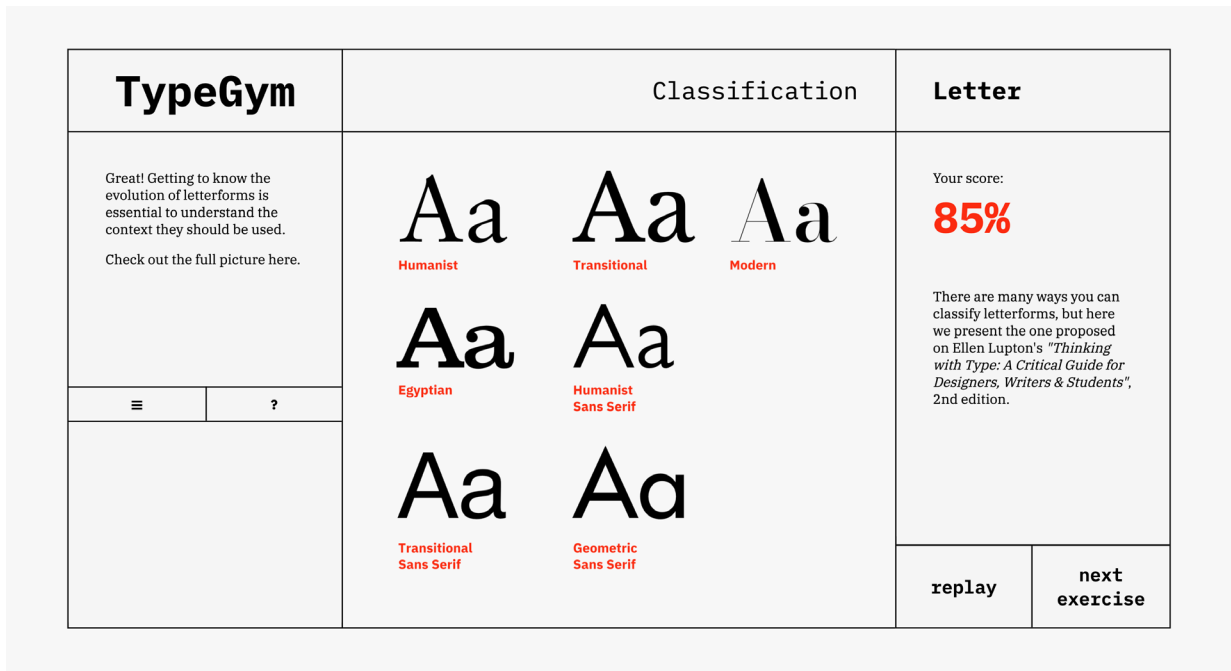 TypeGym
Classification
Letter
Great! Getting to know the
evolution of letterforms is
essential to understand the
context they should be used.
Check out the full picture here.
?
Aa
Humanist
Aa
Transitional
Aa
Modern
Aa
Egyptian
Aa
Humanist
Sans Serif
Aa
Transitional
Sans Serif
Aa
Geometric
Sans Serif
Your score:
85%
There are many ways you can
classify letterforms, but here
we present the one proposed
on Ellen Lupton's "Thinking
with Type: A Critical Guide for
Designers, Writers & Students",
2nd edition.
replay
next
exercise